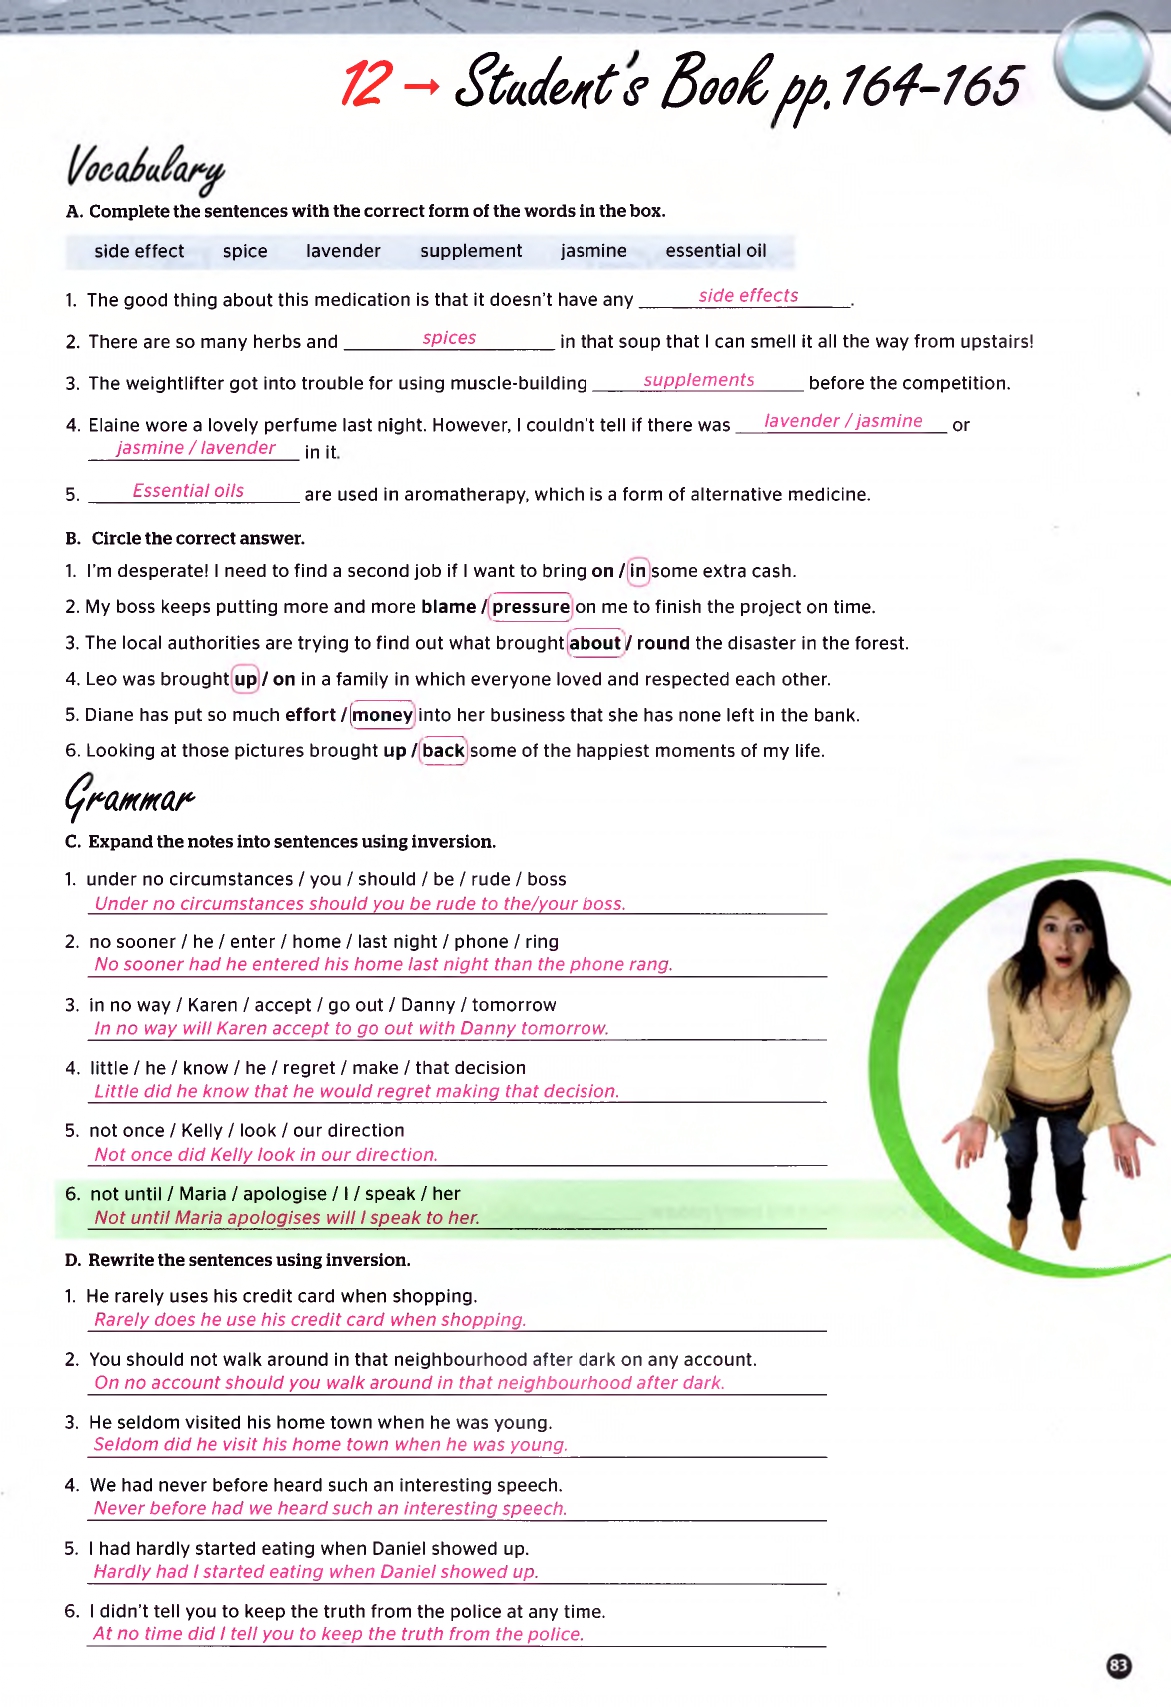 12 → Student's Book pp. 164-165
Vocabulary
A. Complete the sentences with the correct form of the words in the box.
side effect spice lavender supplement jasmine essential oil
1. The good thing about this medication is that it doesn't have any side effects.
2. There are so many herbs and spices in that soup that I can smell it all the way from upstairs!
3. The weightlifter got into trouble for using muscle-building supplements before the competition.
4. Elaine wore a lovely perfume last night. However, I couldn't tell if there was lavender / jasmine or
jasmine / lavender in it.
5. Essential oils are used in aromatherapy, which is a form of alternative medicine.
B. Circle the correct answer.
1. I'm desperate! I need to find a second job if I want to bring on / in some extra cash.
2. My boss keeps putting more and more blame / pressure on me to finish the project on time.
3. The local authorities are trying to find out what brought about / round the disaster in the forest.
4. Leo was brought up / on in a family in which everyone loved and respected each other.
5. Diane has put so much effort / money into her business that she has none left in the bank.
6. Looking at those pictures brought up / back some of the happiest moments of my life.
Grammar
C. Expand the notes into sentences using inversion.
1. under no circumstances / you / should / be / rude / boss
Under no circumstances should you be rude to the/your boss.
2. no sooner / he / enter / home / last night / phone / ring
No sooner had he entered his home last night than the phone rang.
3. in no way / Karen / accept / go out / Danny / tomorrow
In no way will Karen accept to go out with Danny tomorrow.
4. little / he / know / he / regret / make / that decision
Little did he know that he would regret making that decision.
5. not once / Kelly / look / our direction
Not once did Kelly look in our direction.
6. not until / Maria / apologise / I / speak / her
Not until Maria apologises will I speak to her.
D. Rewrite the sentences using inversion.
1. He rarely uses his credit card when shopping.
Rarely does he use his credit card when shopping.
2. You should not walk around in that neighbourhood after dark on any account.
On no account should you walk around in that neighbourhood after dark.
3. He seldom visited his home town when he was young.
Seldom did he visit his home town when he was young.
4. We had never before heard such an interesting speech.
Never before had we heard such an interesting speech.
5. I had hardly started eating when Daniel showed up.
Hardly had I started eating when Daniel showed up.
6. I didn't tell you to keep the truth from the police at any time.
At no time did I tell you to keep the truth from the police.
83